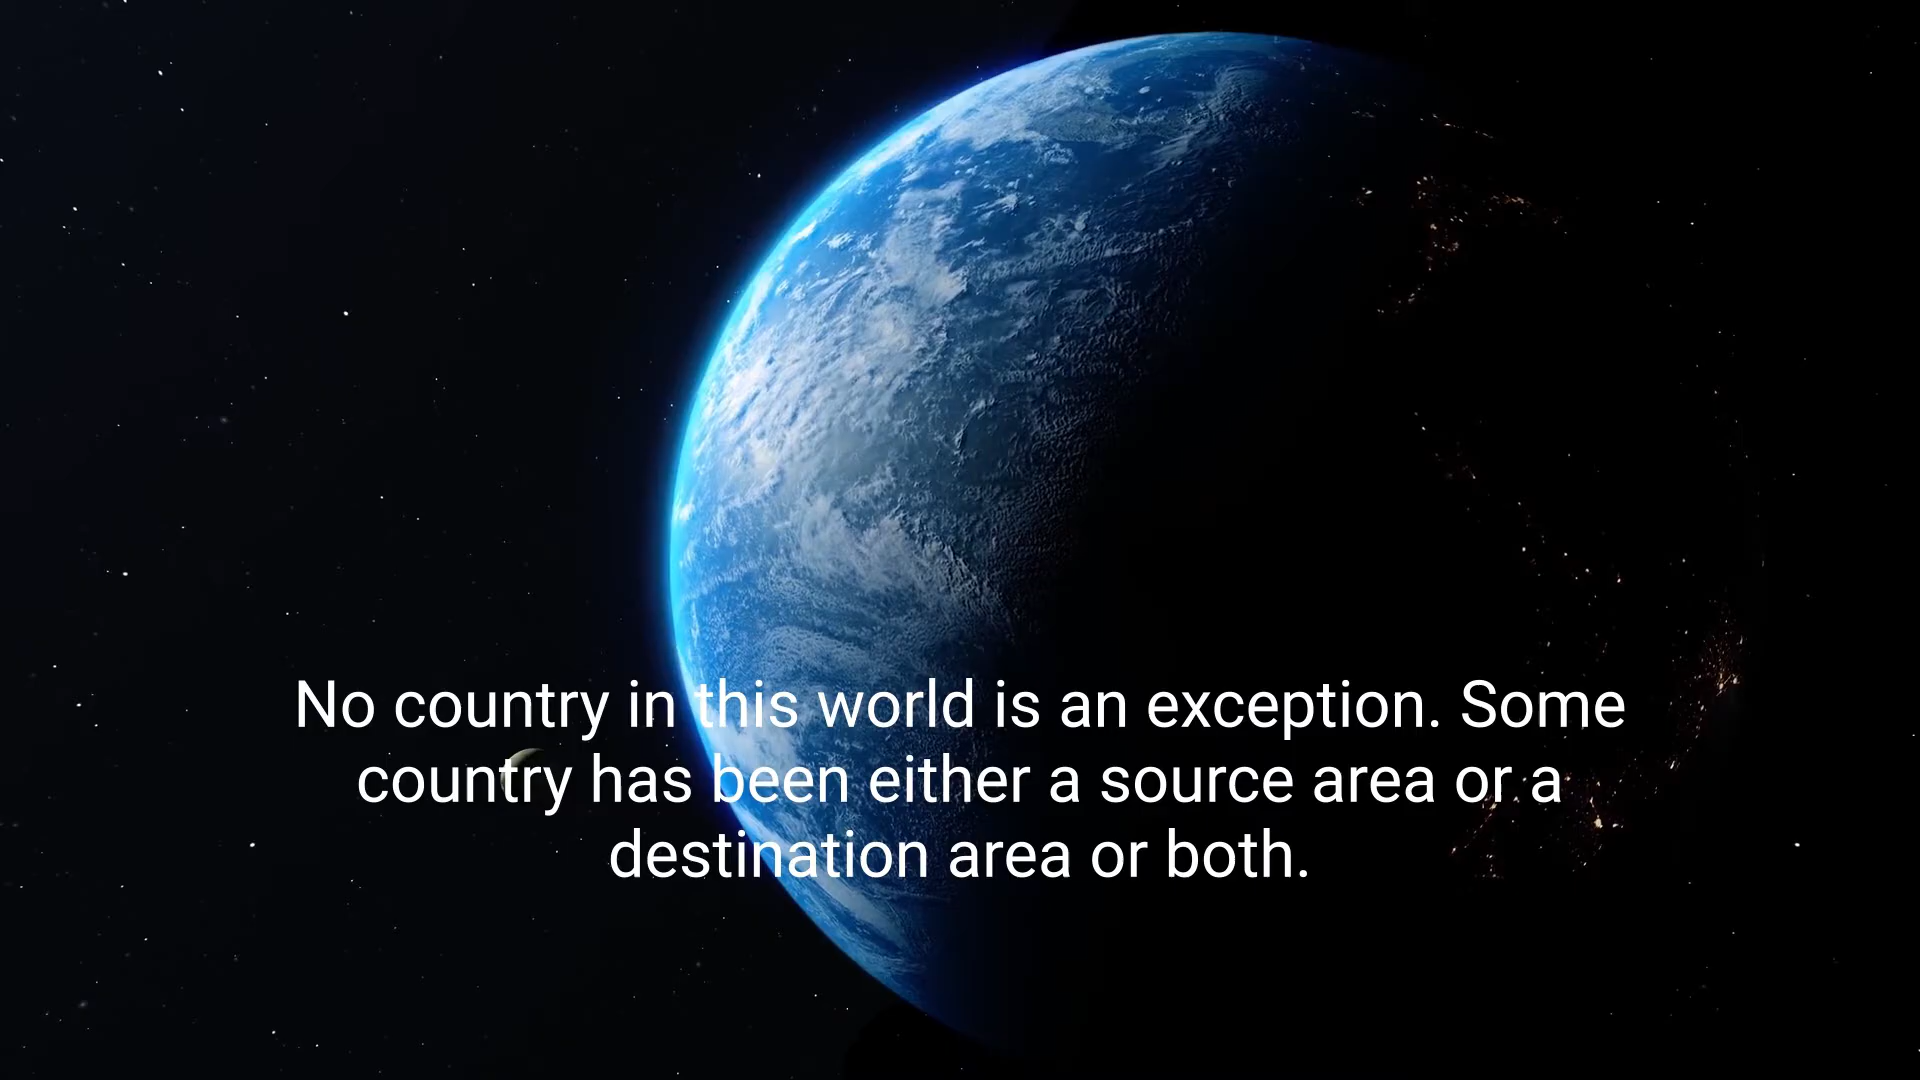 No country in this world is an exception. Some
country has been either a source area or a
destination area or both.